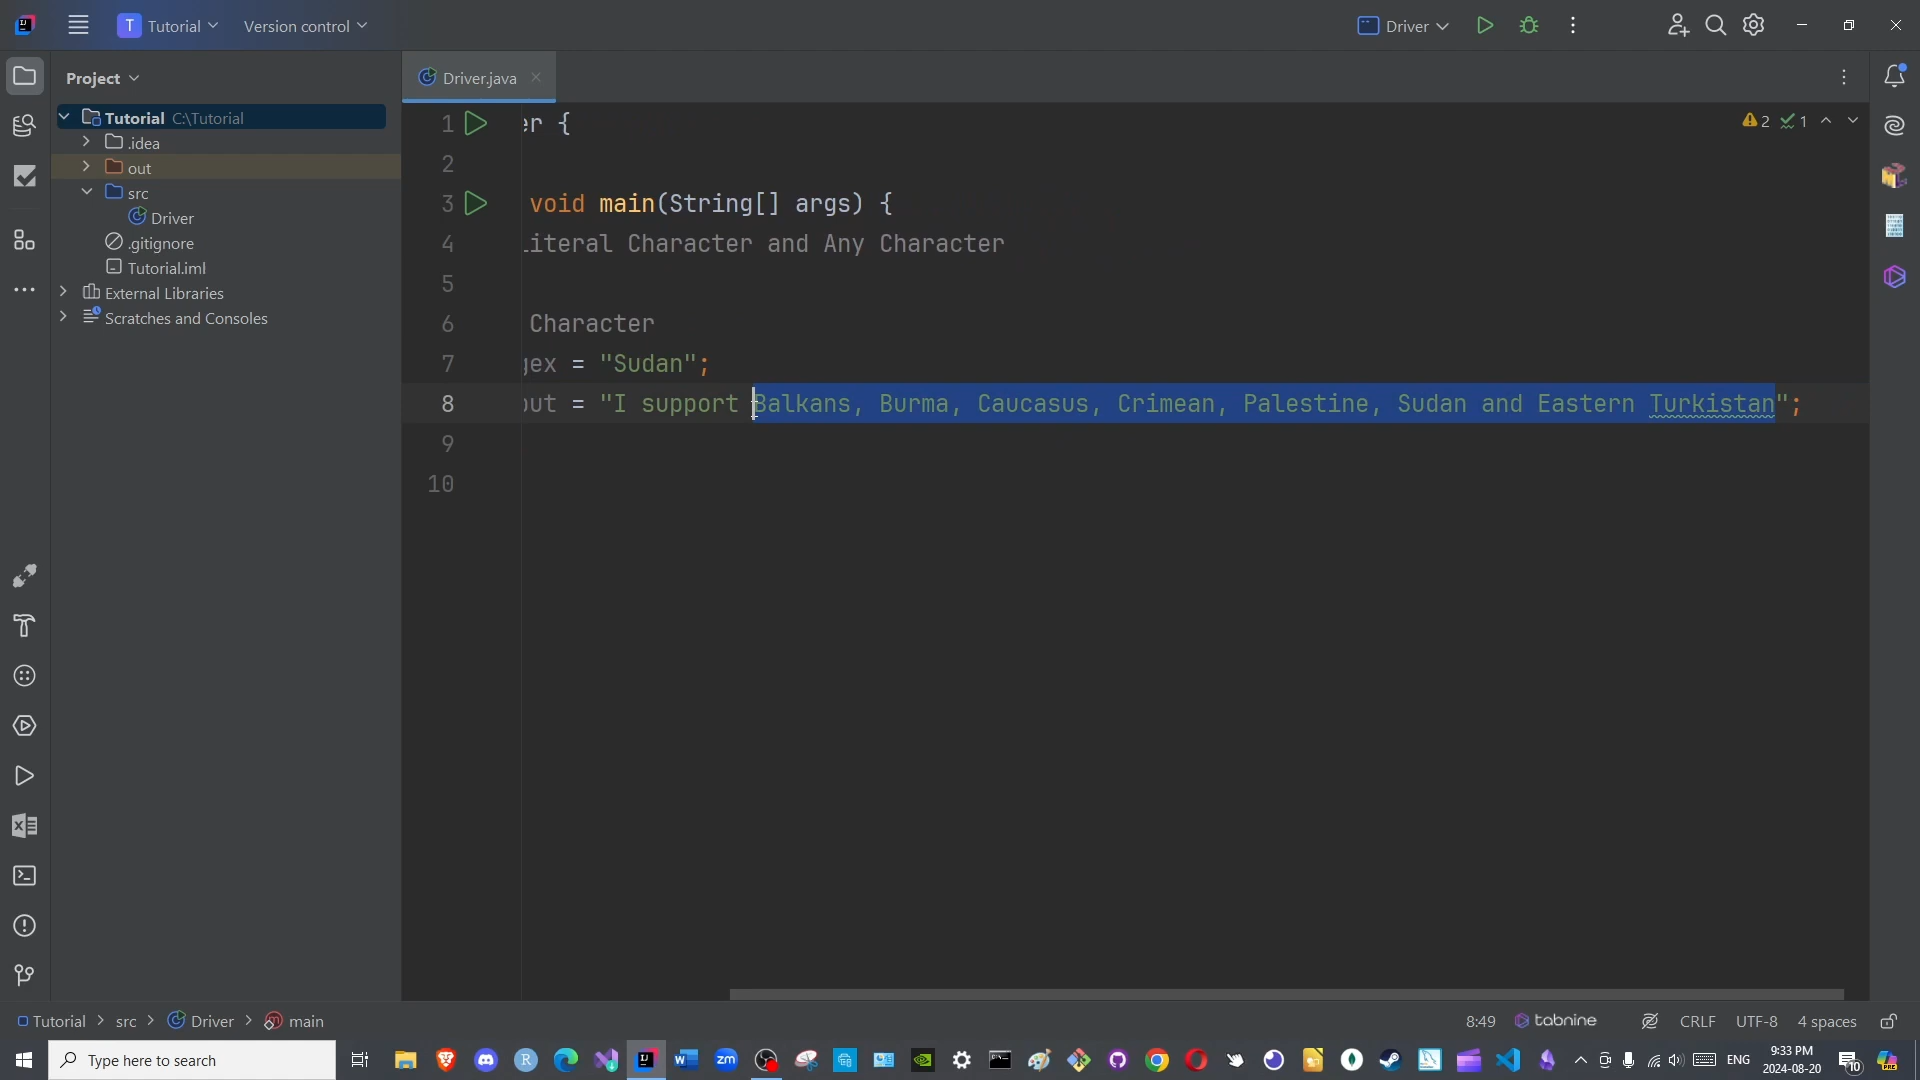 T Tutorial Version control Driver
Project Driver.java
Tutorial C:\Tutorial
.idea
out
src
Driver
.gitignore
Tutorial.iml
External Libraries
Scratches and Consoles
2 1
1 er {
2
3 void main(String[] args) {
4 Literal Character and Any Character
5
6 Character
7 gex = "Sudan";
8 out = "I support Balkans, Burma, Caucasus, Crimean, Palestine, Sudan and Eastern Turkistan";
9
10
Tutorial > src > Driver > main 8:49 tabnine CRLF UTF-8 4 spaces
Type here to search ENG 9:33 PM 10
2024-08-20